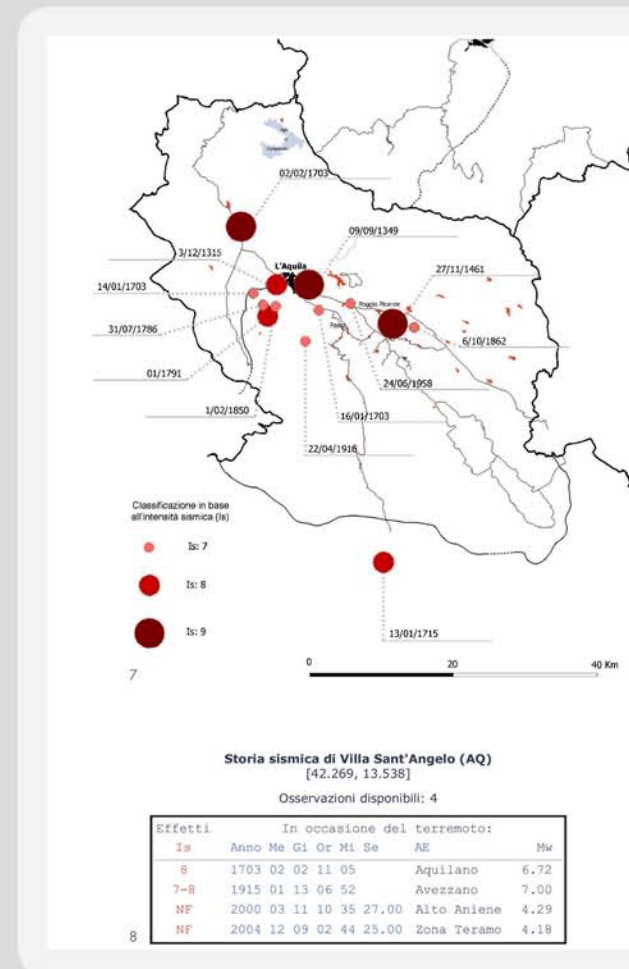 02/02/1703
09/09/1349
3/12/1315
L'Aquila
27/11/1461
14/01/1703
Poggio Picenze
31/07/1786
6/10/1862
01/1791
24/06/1958
1/02/1850
16/01/1703
22/04/1916
Classificazione in base
all'intensità sismica (Is)
Is: 7
Is: 8
Is: 9
13/01/1715
7
0 20 40 Km
Storia sismica di Villa Sant'Angelo (AQ)
[42.269, 13.538]
Osservazioni disponibili: 4
Effetti In occasione del terremoto:
Is Anno Me Gi Or Mi Se AE Mw
8 1703 02 02 11 05 Aquilano 6.72
7-8 1915 01 13 06 52 Avezzano 7.00
NF 2000 03 11 10 35 27.00 Alto Aniene 4.29
NF 2004 12 09 02 44 25.00 Zona Teramo 4.18
8